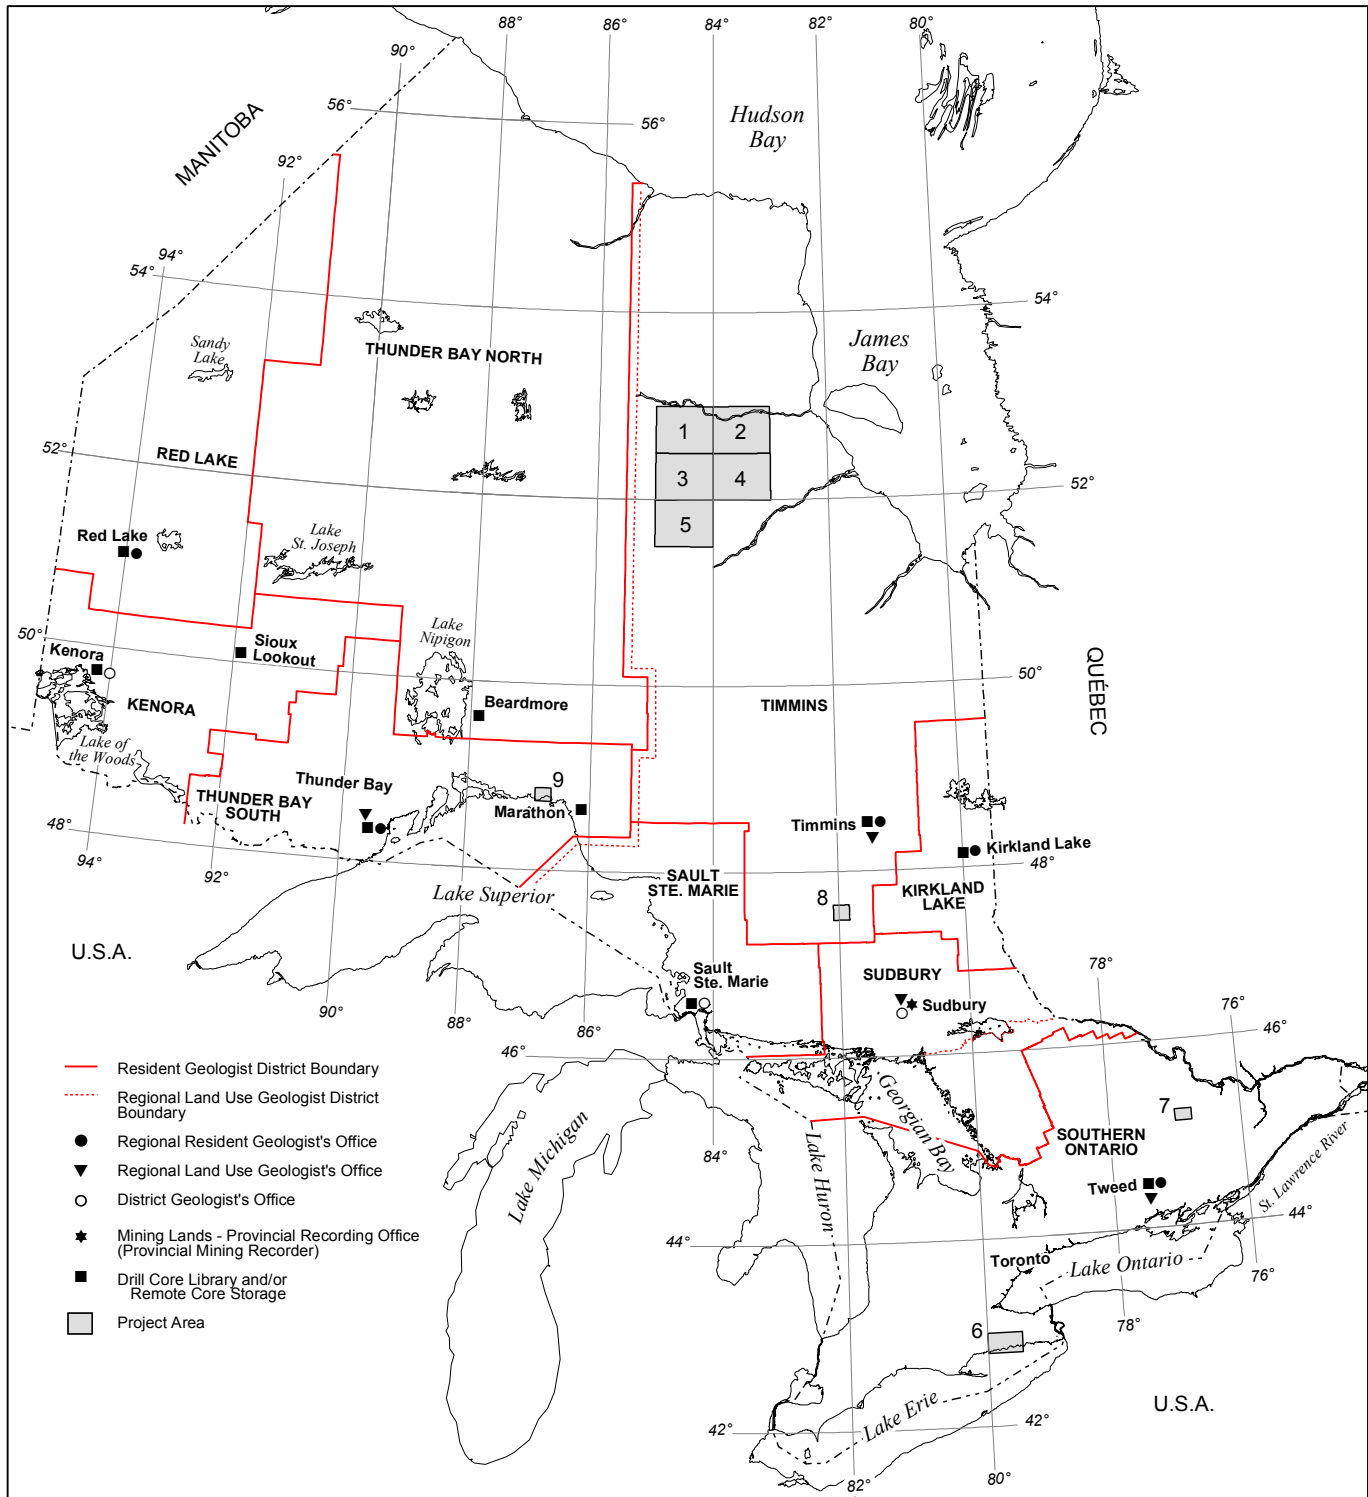 88°
86°
84°
82°
80°
90°
56°
56°
Hudson
Bay
MANITOBA
92°
94°
54°
54°
Sandy
Lake
THUNDER BAY NORTH
James
Bay
1
2
52°
RED LAKE
3
4
52°
5
Red Lake
Lake
St. Joseph
50°
Kenora
Sioux
Lookout
Lake
Nipigon
50°
QUÉBEC
KENORA
Beardmore
TIMMINS
Lake of
the Woods
Thunder Bay
9
THUNDER BAY
SOUTH
Marathon
Timmins
Kirkland Lake
48°
48°
94°
92°
SAULT
STE. MARIE
Lake Superior
8
KIRKLAND
LAKE
U.S.A.
Sault
Ste. Marie
SUDBURY
Sudbury
78°
76°
90°
88°
86°
46°
46°
Resident Geologist District Boundary
Regional Land Use Geologist District
Boundary
Regional Resident Geologist's Office
Regional Land Use Geologist's Office
District Geologist's Office
Mining Lands - Provincial Recording Office
(Provincial Mining Recorder)
Drill Core Library and/or
Remote Core Storage
Project Area
Lake Michigan
84°
Lake Huron
Georgian Bay
7
SOUTHERN
ONTARIO
Tweed
St. Lawrence River
44°
44°
Toronto
Lake Ontario
76°
78°
6
Lake Erie
42°
42°
U.S.A.
82°
80°